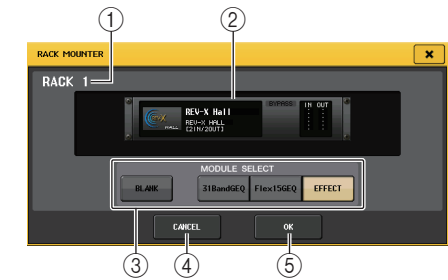 ① ②
RACK MOUNTER ×
RACK 1
REV-X Hall
REV-X HALL
[2IN/2OUT]
HALL
BYPASS
IN OUT
MODULE SELECT
BLANK 31BandGEQ Flex15GEQ EFFECT
CANCEL OK
③ ④ ⑤